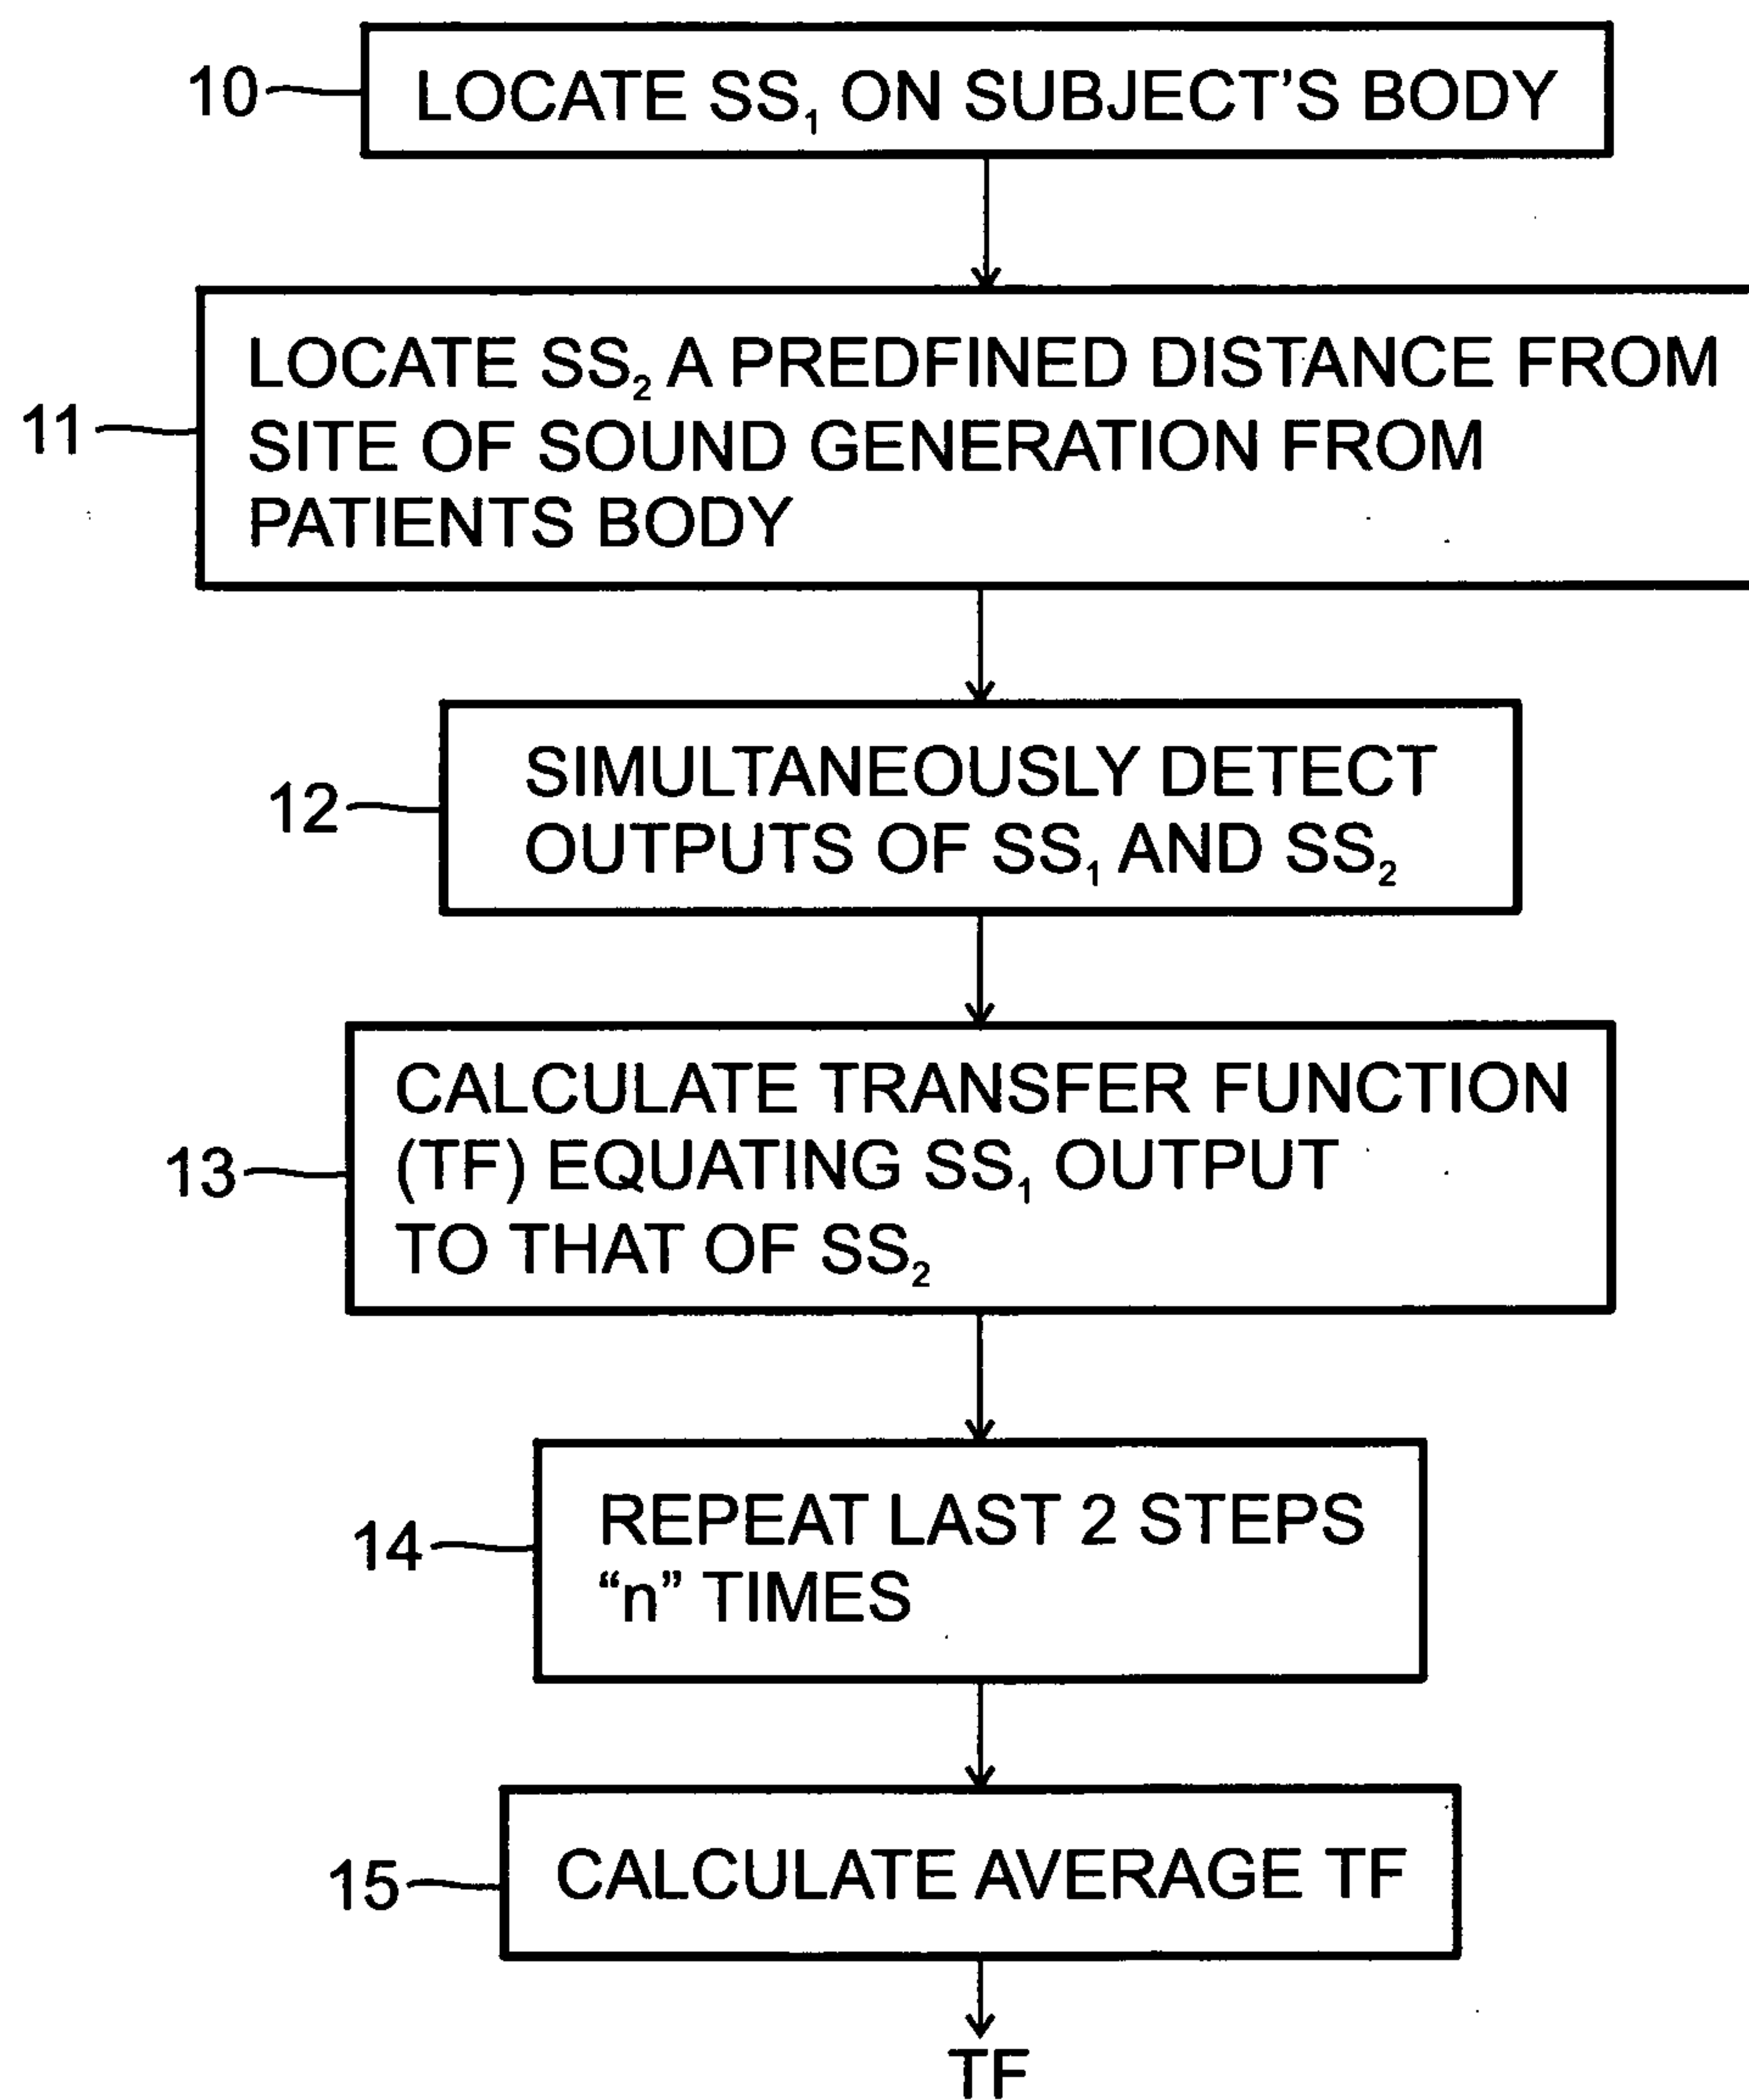 10 LOCATE SS₁ ON SUBJECT'S BODY
LOCATE SS₂ A PREDFINED DISTANCE FROM
11 SITE OF SOUND GENERATION FROM
PATIENTS BODY
SIMULTANEOUSLY DETECT
12 OUTPUTS OF SS₁ AND SS₂
CALCULATE TRANSFER FUNCTION
13 (TF) EQUATING SS₁ OUTPUT
TO THAT OF SS₂
14 REPEAT LAST 2 STEPS
“n” TIMES
15 CALCULATE AVERAGE TF
TF